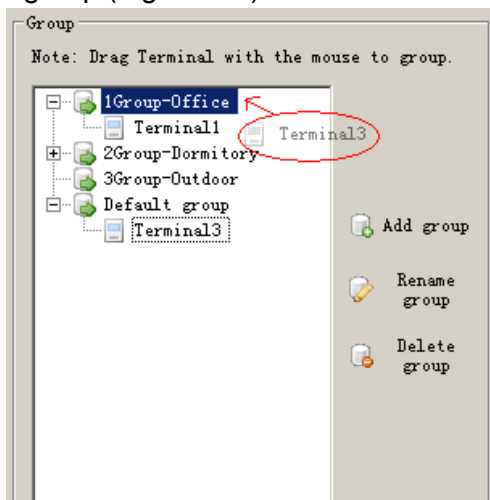 Group
Note: Drag Terminal with the mouse to group.
1Group-Office
Terminal1
Terminal3
2Group-Dormitory
3Group-Outdoor
Default group
Terminal3
Add group
Rename
group
Delete
group